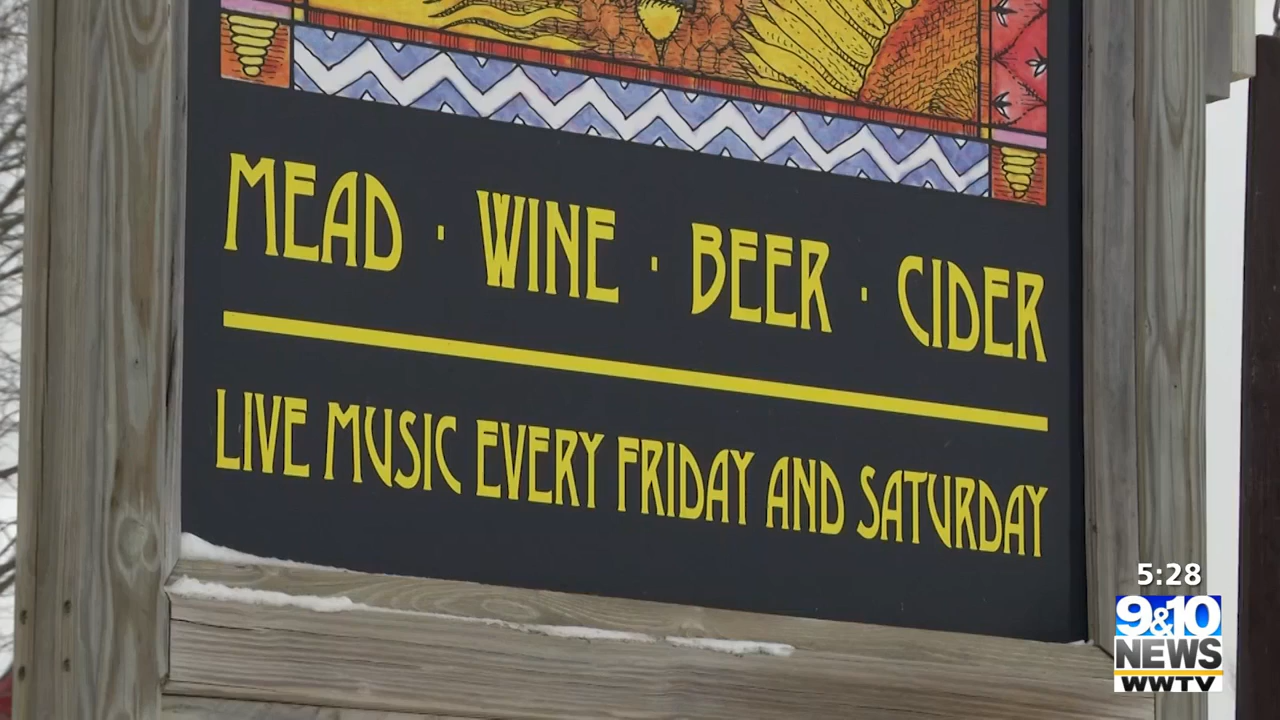 MEAD · WINE · BEER · CIDER
LIVE MUSIC EVERY FRIDAY AND SATURDAY
5:28
9&10
NEWS
WWTV